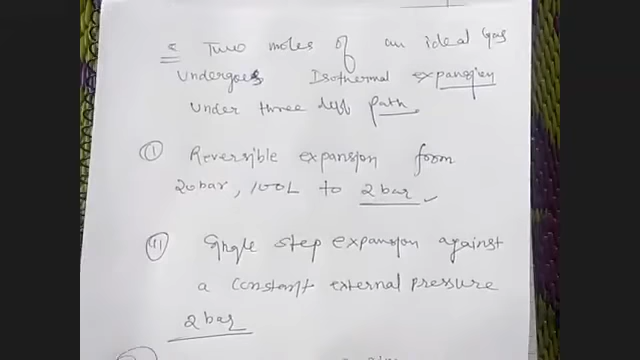 Two moles of an ideal gas
undergoes Isothermal expansion
under three diff path
(I) Reversible expansion from
20bar, 100L to 2bar
(II) Single step expansion against
a constant external pressure
2bar